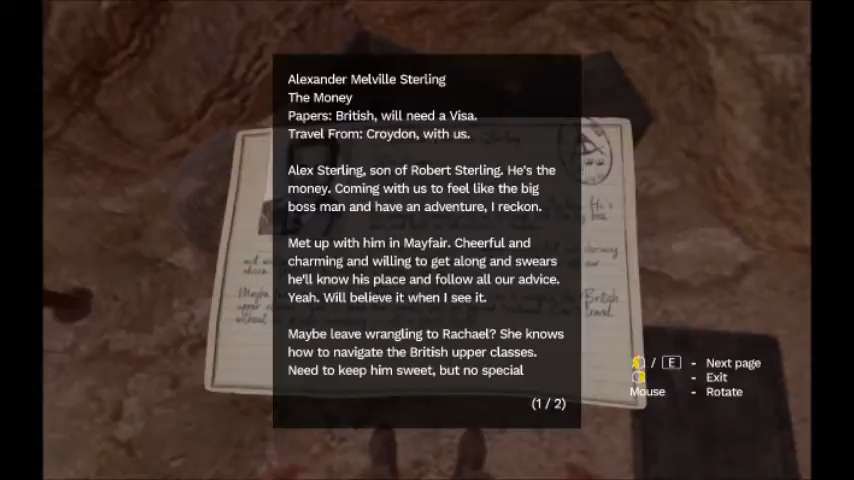 Alexander Melville Sterling
The Money
Papers: British, will need a Visa.
Travel From: Croydon, with us.
Alex Sterling, son of Robert Sterling. He's the
money. Coming with us to feel like the big
boss man and have an adventure, I reckon.
Met up with him in Mayfair. Cheerful and
charming and willing to get along and swears
he'll know his place and follow all our advice.
Yeah. Will believe it when I see it.
Maybe leave wrangling to Rachael? She knows
how to navigate the British upper classes.
Need to keep him sweet, but no special
(1 / 2)
/ E - Next page
- Exit
Mouse - Rotate